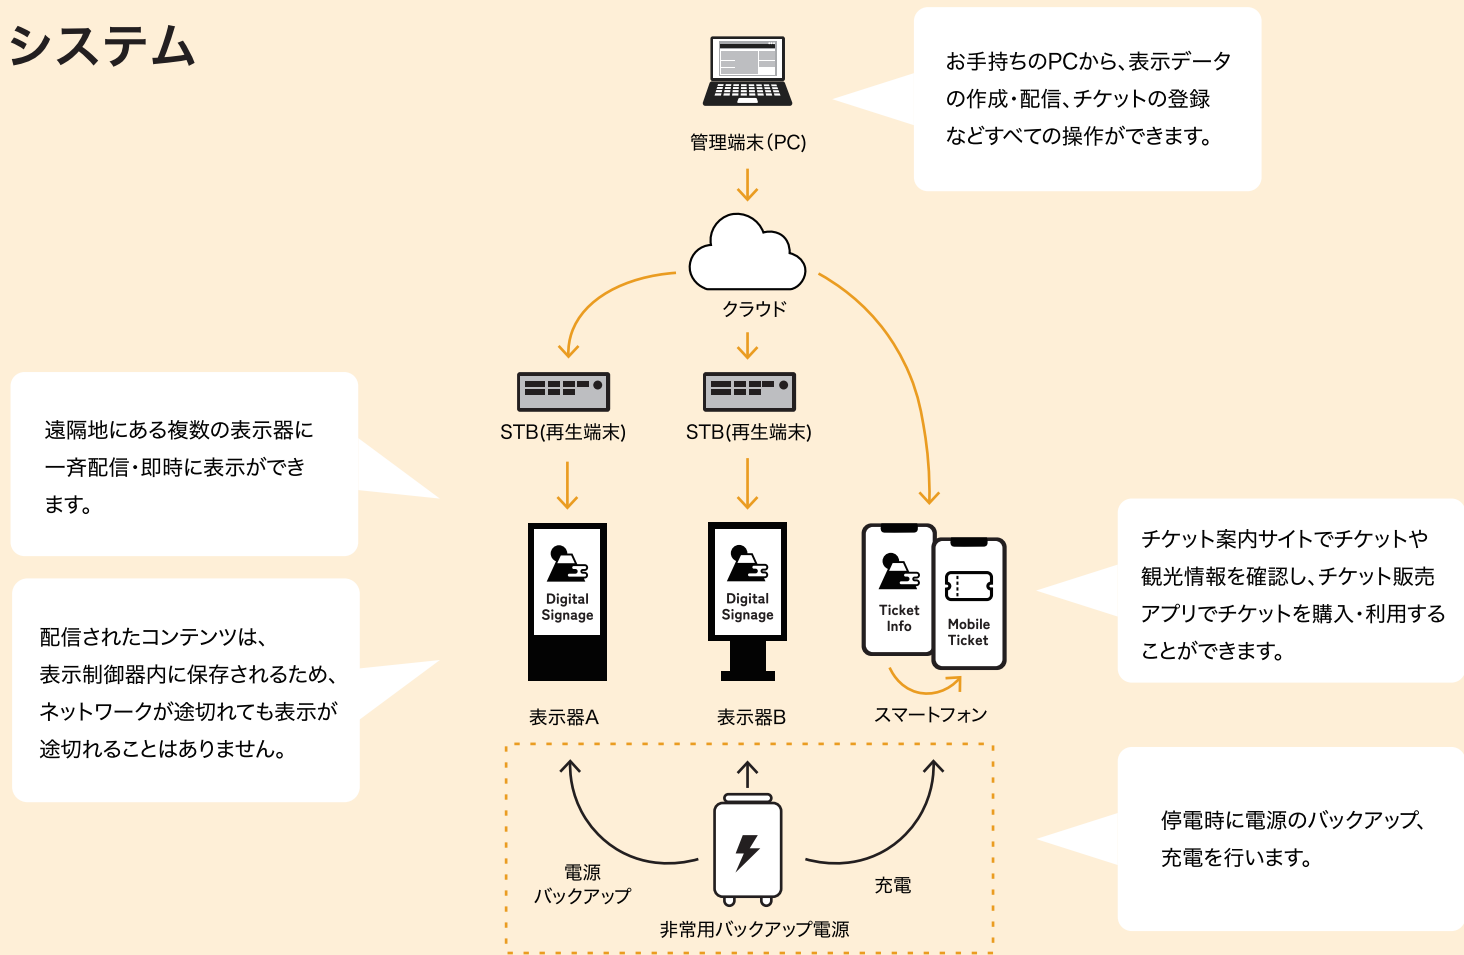 システム
お手持ちのPCから、表示データ
の作成・配信、チケットの登録
などすべての操作ができます。
管理端末（PC）
クラウド
STB(再生端末)
STB(再生端末)
遠隔地にある複数の表示器に
一斉配信・即時に表示ができ
ます。
配信されたコンテンツは、
表示制御器内に保存されるため、
ネットワークが途切れても表示が
途切れることはありません。
Digital
Signage
Digital
Signage
Ticket
Info
Mobile
Ticket
表示器A
表示器B
スマートフォン
チケット案内サイトでチケットや
観光情報を確認し、チケット販売
アプリでチケットを購入・利用する
ことができます。
電源
バックアップ
充電
非常用バックアップ電源
停電時に電源のバックアップ、
充電を行います。